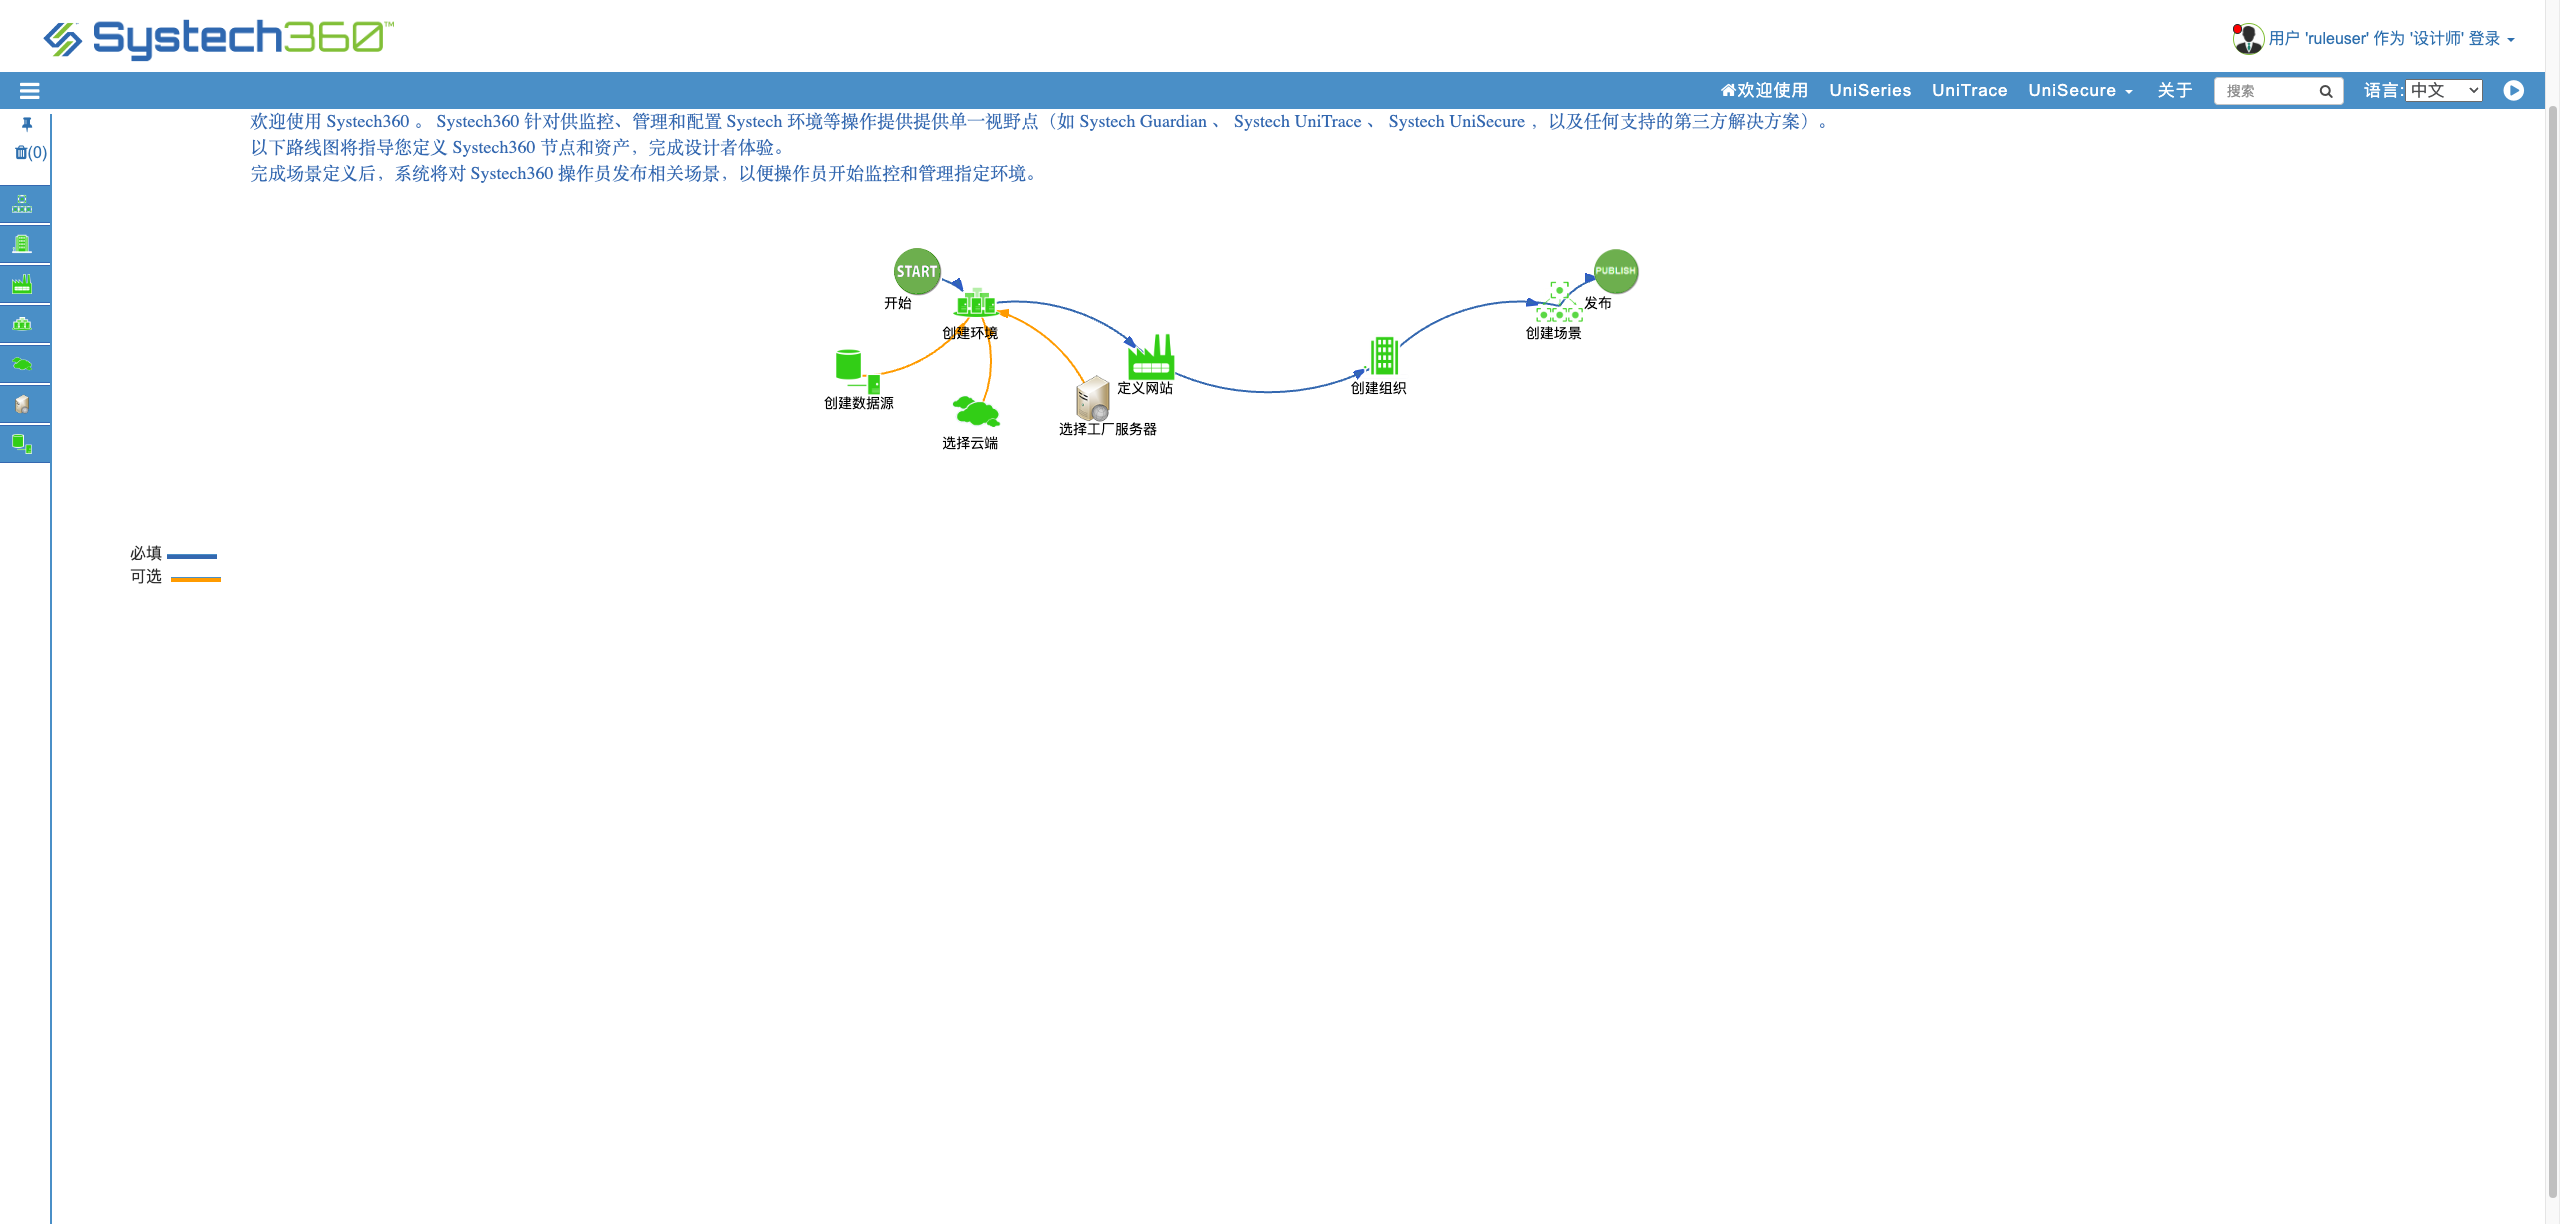 Systech360™
用户 'ruleuser' 作为 '设计师' 登录
欢迎使用 UniSeries UniTrace UniSecure 关于 搜索 语言: 中文
(0)
欢迎使用 Systech360 。 Systech360 针对供监控、管理和配置 Systech 环境等操作提供提供单一视野点（如 Systech Guardian 、 Systech UniTrace 、 Systech UniSecure ，以及任何支持的第三方解决方案）。
以下路线图将指导您定义 Systech360 节点和资产，完成设计者体验。
完成场景定义后，系统将对 Systech360 操作员发布相关场景，以便操作员开始监控和管理指定环境。
START
PUBLISH
开始
发布
创建环境
创建场景
定义网站
创建组织
创建数据源
选择工厂服务器
选择云端
必填
可选